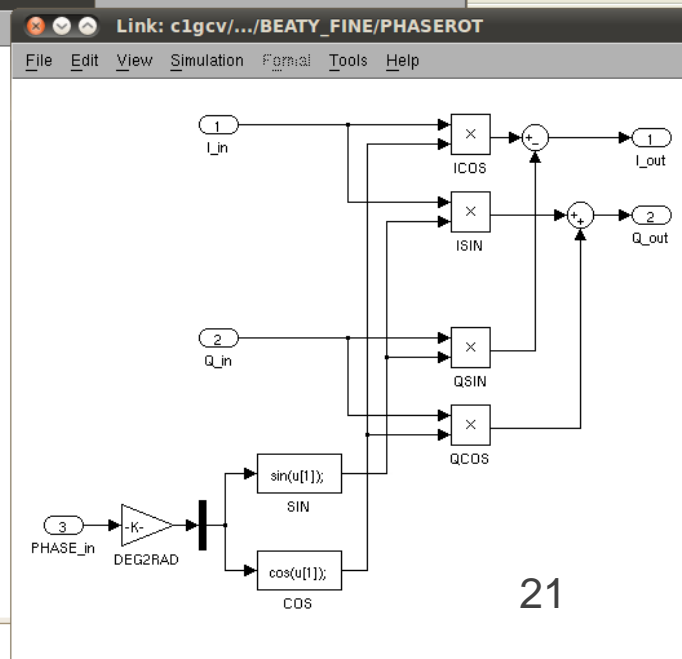 Link: c1gcv/.../BEATY_FINE/PHASEROT
File Edit View Simulation Format Tools Help
1
I_in
×
ICOS
+-
1
I_out
×
ISIN
++
2
Q_out
2
Q_in
×
QSIN
×
QCOS
sin(u[1]);
SIN
3
PHASE_in
-K-
DEG2RAD
cos(u[1]);
COS
21